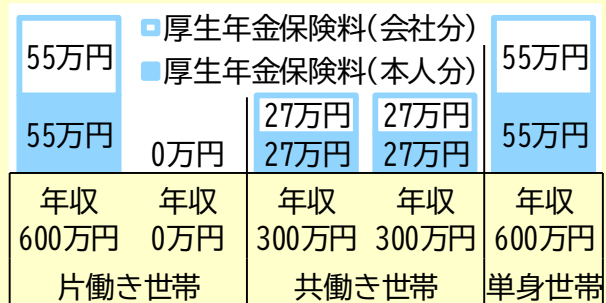 厚生年金保険料(会社分)
厚生年金保険料(本人分)
55万円 55万円
27万円 27万円
55万円 0万円 27万円 27万円 55万円
年収 年収 年収 年収 年収
600万円 0万円 300万円 300万円 600万円
片働き世帯 共働き世帯 単身世帯